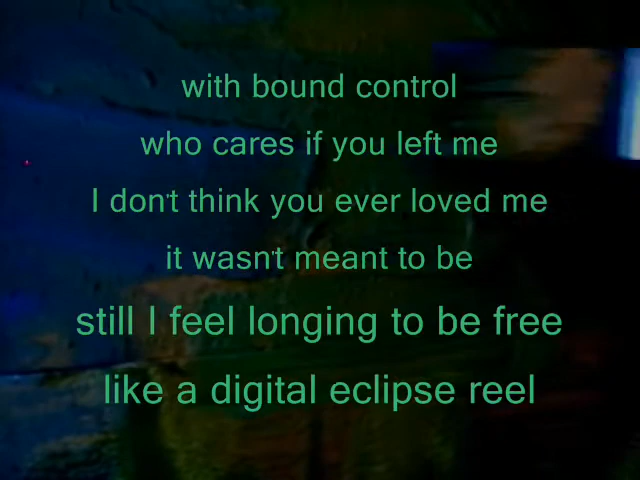 with bound control
who cares if you left me
I don't think you ever loved me
it wasn't meant to be
still I feel longing to be free
like a digital eclipse reel